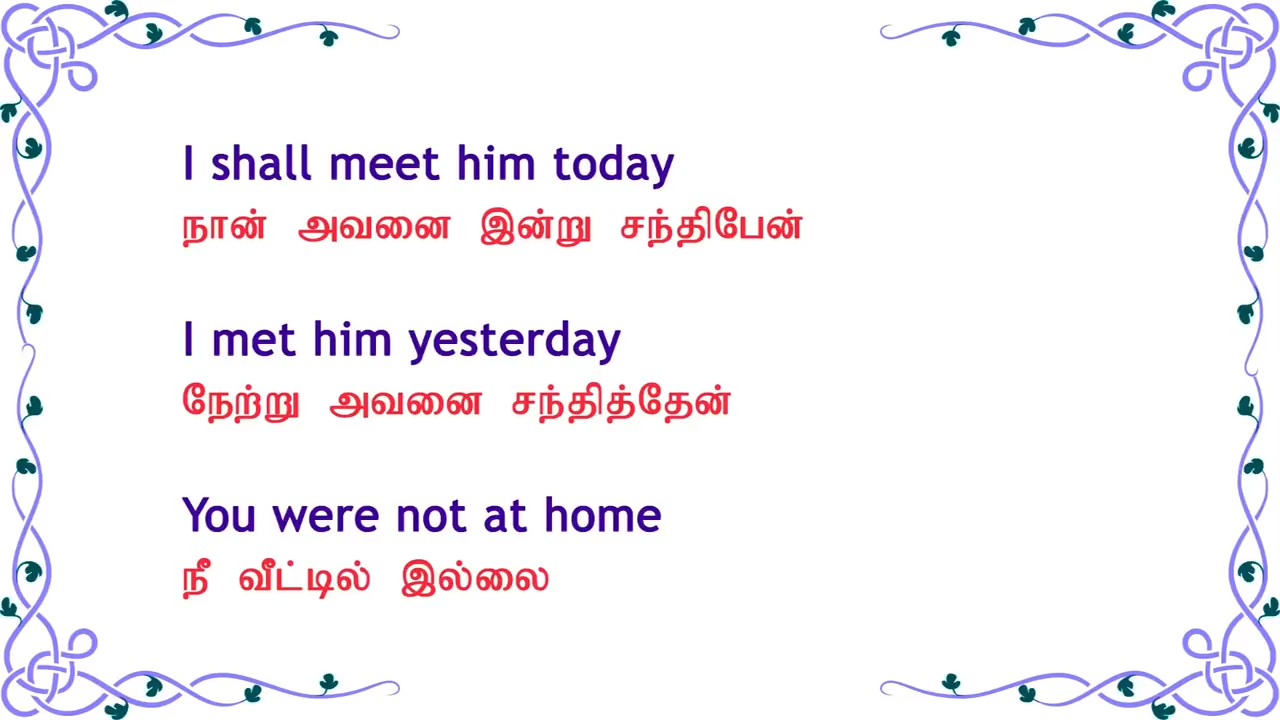 I shall meet him today
நான் அவனை இன்று சந்திபேன்
I met him yesterday
நேற்று அவனை சந்தித்தேன்
You were not at home
நீ வீட்டில் இல்லை